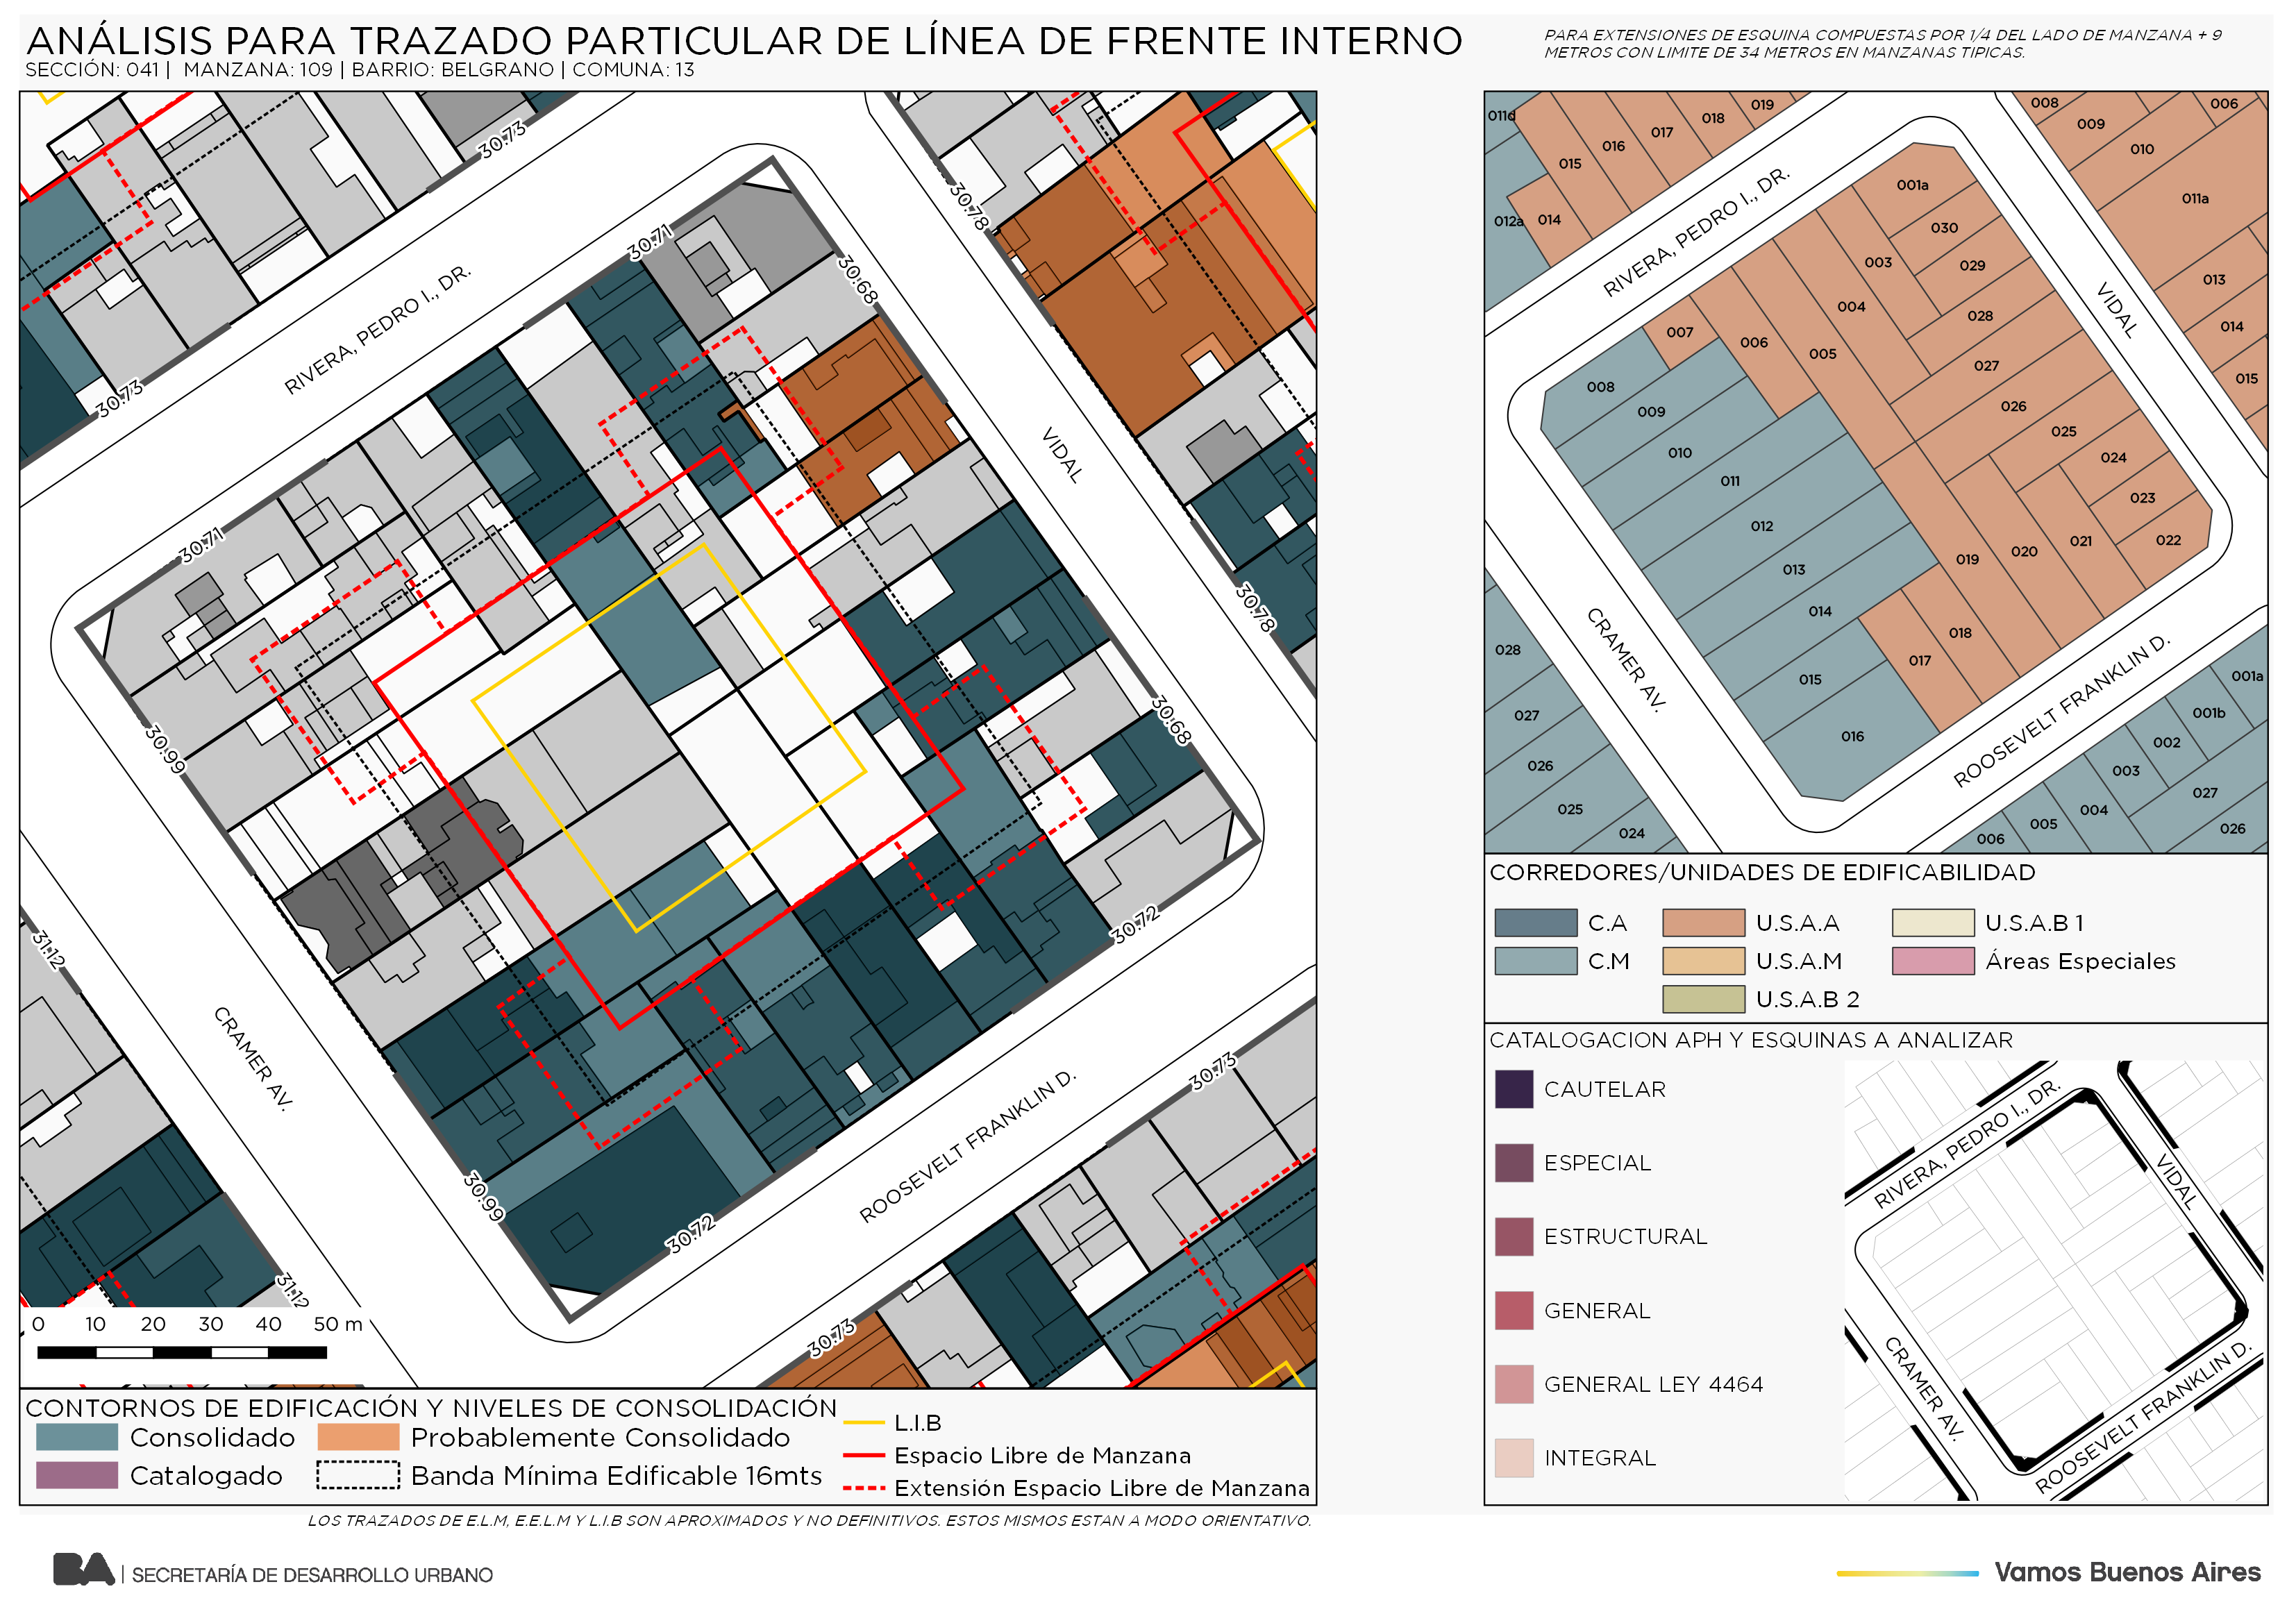 ANÁLISIS PARA TRAZADO PARTICULAR DE LÍNEA DE FRENTE INTERNO
SECCIÓN: 041 | MANZANA: 109 | BARRIO: BELGRANO | COMUNA: 13
PARA EXTENSIONES DE ESQUINA COMPUESTAS POR 1/4 DEL LADO DE MANZANA + 9
METROS CON LIMITE DE 34 METROS EN MANZANAS TIPICAS.
30.73
30.73
RIVERA, PEDRO I., DR.
30.71
30.71
30.78
30.68
VIDAL
30.78
30.68
30.99
30.99
CRAMER AV.
31.12
31.12
30.72
30.72
ROOSEVELT FRANKLIN D.
30.73
30.73
0 10 20 30 40 50 m
CONTORNOS DE EDIFICACIÓN Y NIVELES DE CONSOLIDACIÓN
Consolidado
Probablemente Consolidado
Catalogado
Banda Mínima Edificable 16mts
L.I.B
Espacio Libre de Manzana
Extensión Espacio Libre de Manzana
LOS TRAZADOS DE E.L.M, E.E.L.M Y L.I.B SON APROXIMADOS Y NO DEFINITIVOS. ESTOS MISMOS ESTAN A MODO ORIENTATIVO.
011d
012a
014
015
016
017
018
019
008
009
006
010
011a
013
014
015
RIVERA, PEDRO I., DR.
VIDAL
001a
030
029
028
027
026
025
024
023
022
003
004
005
006
007
008
009
010
011
012
013
014
015
016
017
018
019
020
021
CRAMER AV.
ROOSEVELT FRANKLIN D.
028
027
026
025
024
001a
001b
002
003
004
005
006
027
026
CORREDORES/UNIDADES DE EDIFICABILIDAD
C.A
U.S.A.A
U.S.A.B 1
C.M
U.S.A.M
Áreas Especiales
U.S.A.B 2
CATALOGACION APH Y ESQUINAS A ANALIZAR
CAUTELAR
ESPECIAL
ESTRUCTURAL
GENERAL
GENERAL LEY 4464
INTEGRAL
RIVERA, PEDRO I., DR.
VIDAL
CRAMER AV.
ROOSEVELT FRANKLIN D.
BA | SECRETARÍA DE DESARROLLO URBANO
Vamos Buenos Aires